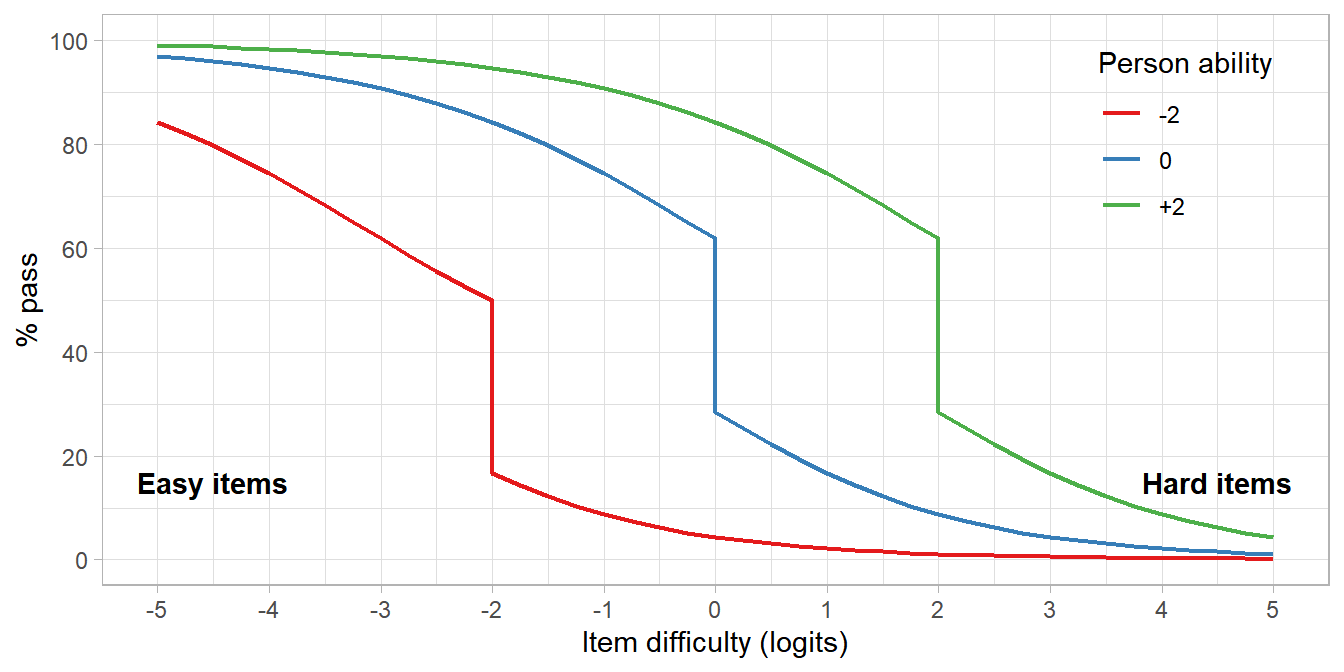 100
80
60
40
20
0
% pass
Person ability
-2
0
+2
Easy items
Hard items
-5 -4 -3 -2 -1 0 1 2 3 4 5
Item difficulty (logits)